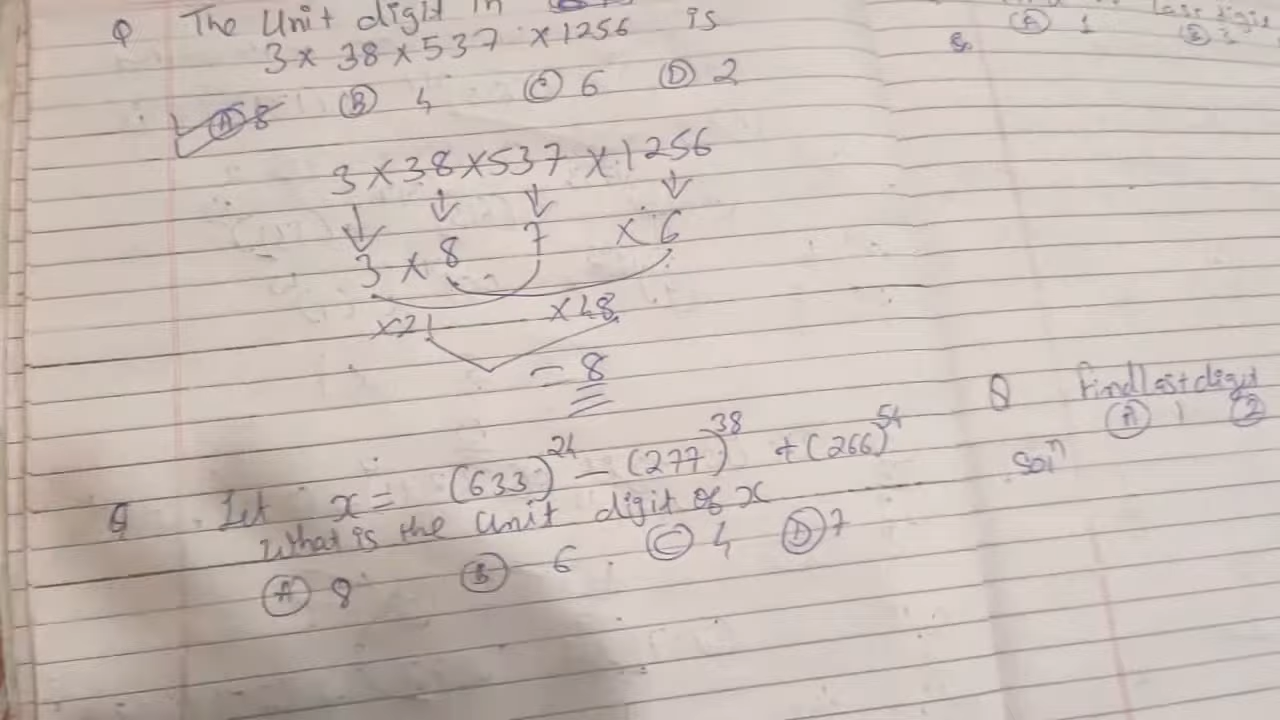 Q The Unit digit in
3 × 38 × 537 × 1256 is
(A) 8 (B) 4 (C) 6 (D) 2
3 × 38 × 537 × 1256
3 × 8 7 × 6
×21 ×48
= 8
Q Let x = (633)^24 − (277)^38 + (266)^54
What is the unit digit of x
(A) 8 (B) 6 (C) 4 (D) 7
last digit
(A) 1
Q Find last digit
(A) 1 (2)
Solⁿ